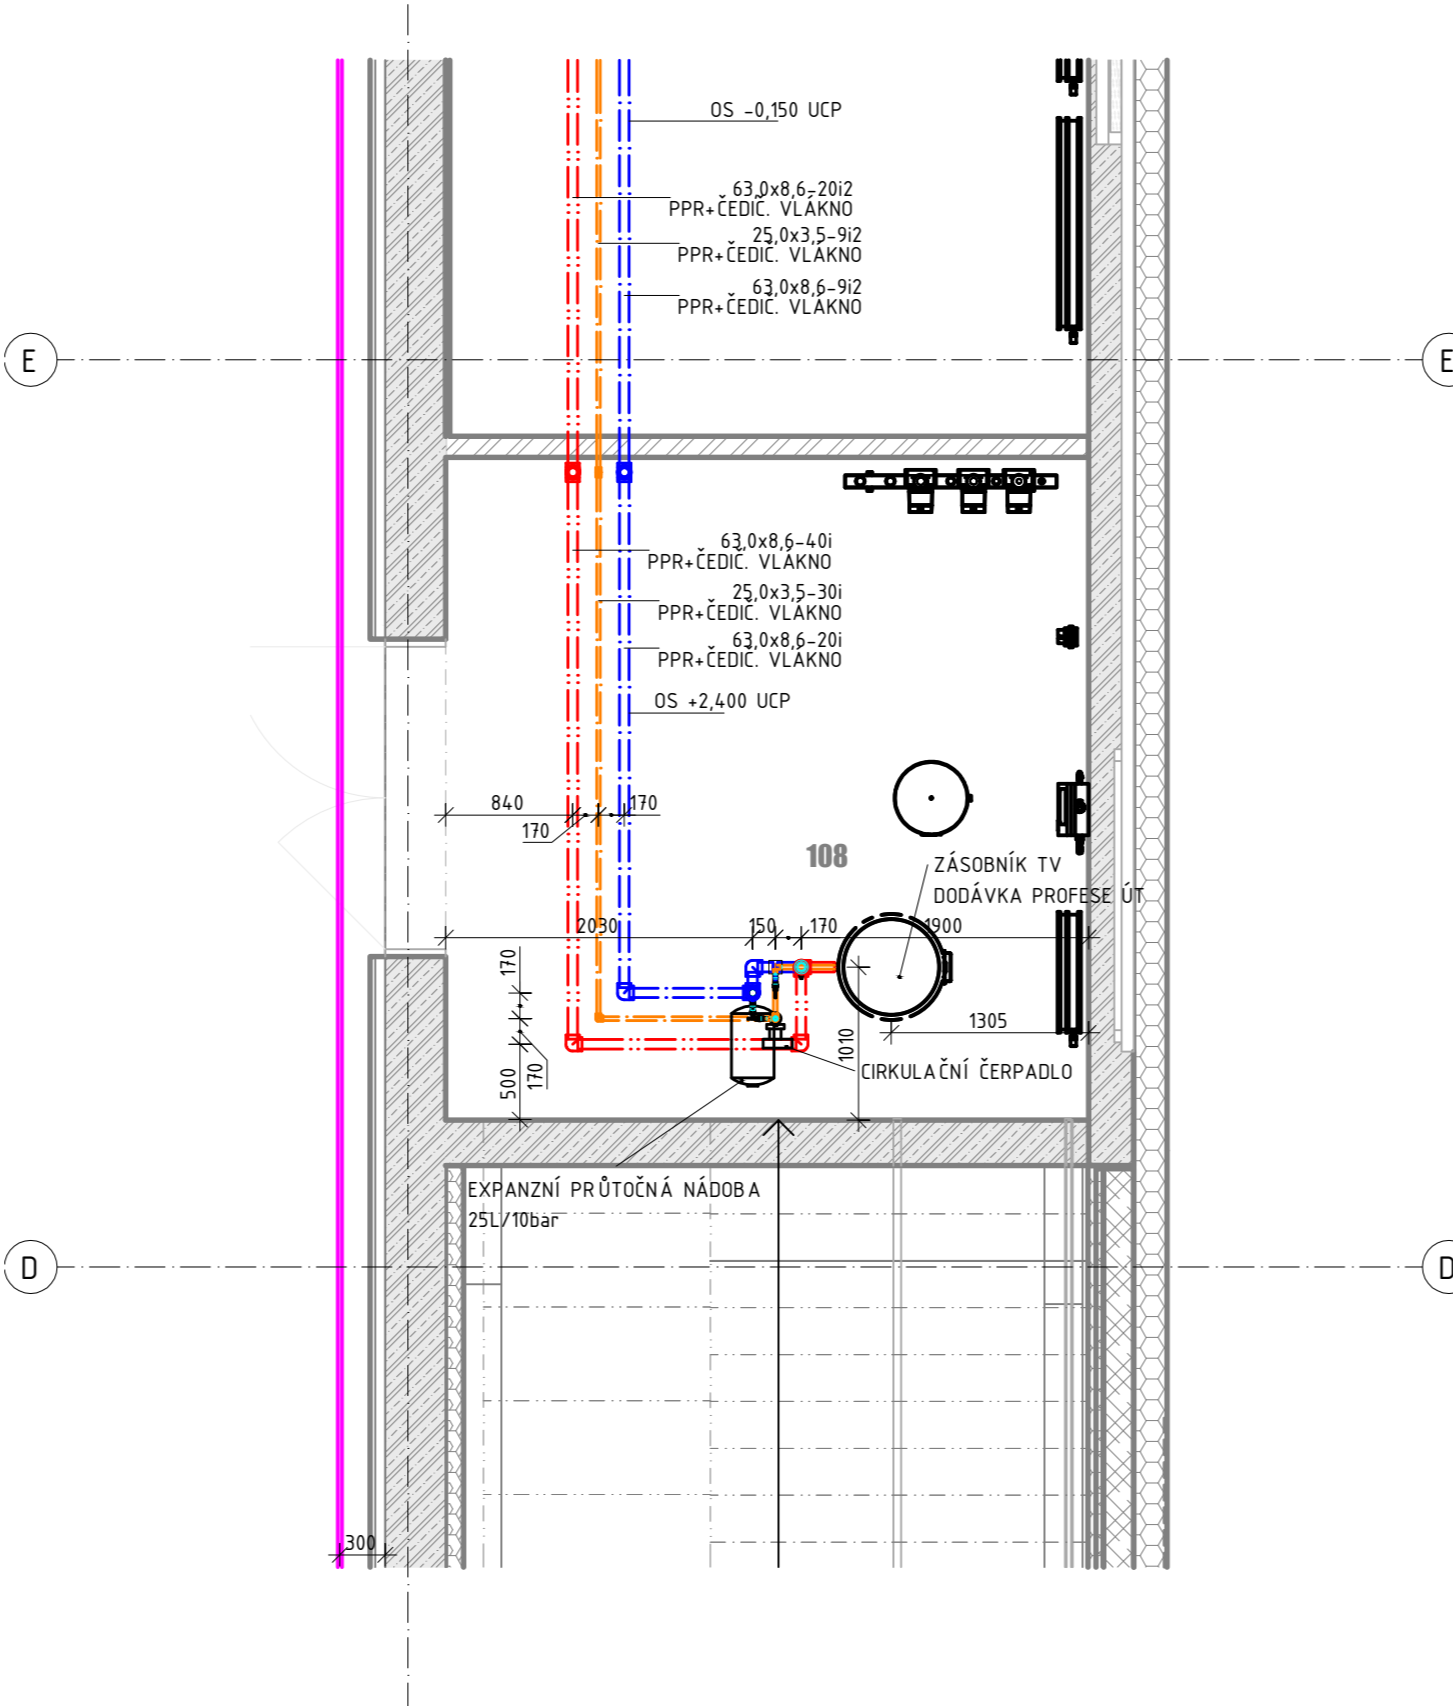 OS -0,150 UCP
63,0x8,6-20i2
PPR+ČEDIČ. VLÁKNO
25,0x3,5-9i2
PPR+ČEDIČ. VLÁKNO
63,0x8,6-9i2
PPR+ČEDIČ. VLÁKNO
E
E
63,0x8,6-40i
PPR+ČEDIČ. VLÁKNO
25,0x3,5-30i
PPR+ČEDIČ. VLÁKNO
63,0x8,6-20i
PPR+ČEDIČ. VLÁKNO
OS +2,400 UCP
840
170
170
108
ZÁSOBNÍK TV
DODÁVKA PROFESE ÚT
2030
150
170
1900
170
1305
1010
500
170
CIRKULAČNÍ ČERPADLO
EXPANZNÍ PRŮTOČNÁ NÁDOBA
25L/10bar
D
D
300